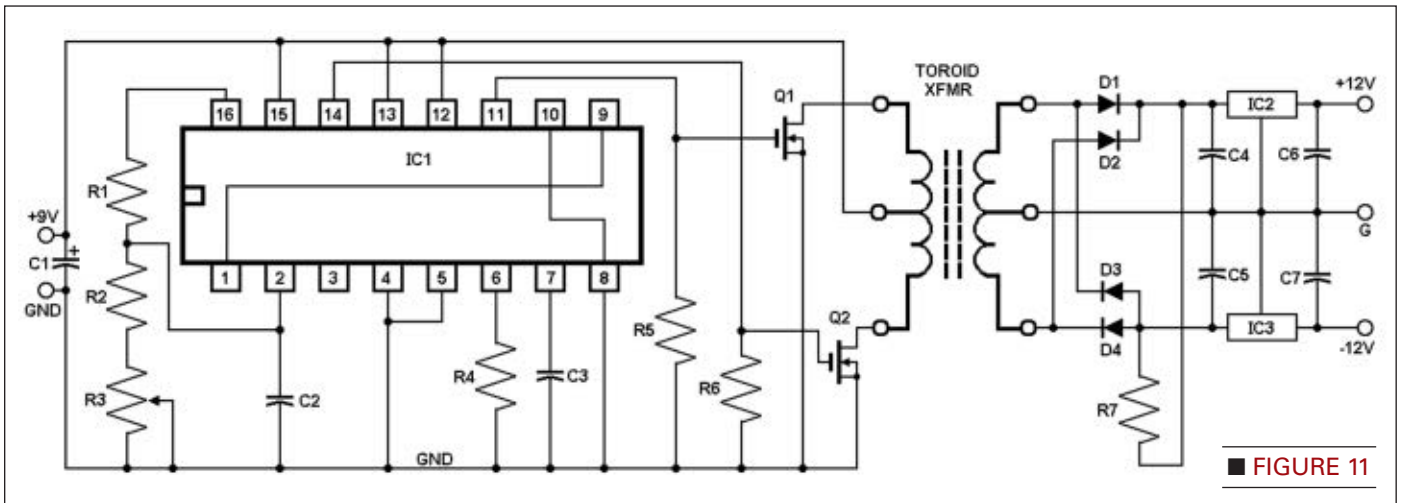 TOROID
XFMR
+12V
D1
Q1
IC2
16
15
14
13
12
11
10
9
IC1
D2
C4
C6
R1
+9V
G
C1
+
D3
C5
C7
R2
1
2
3
4
5
6
7
8
GND
R5
Q2
IC3
D4
-12V
R4
C3
R6
R3
C2
R7
GND
■ FIGURE 11